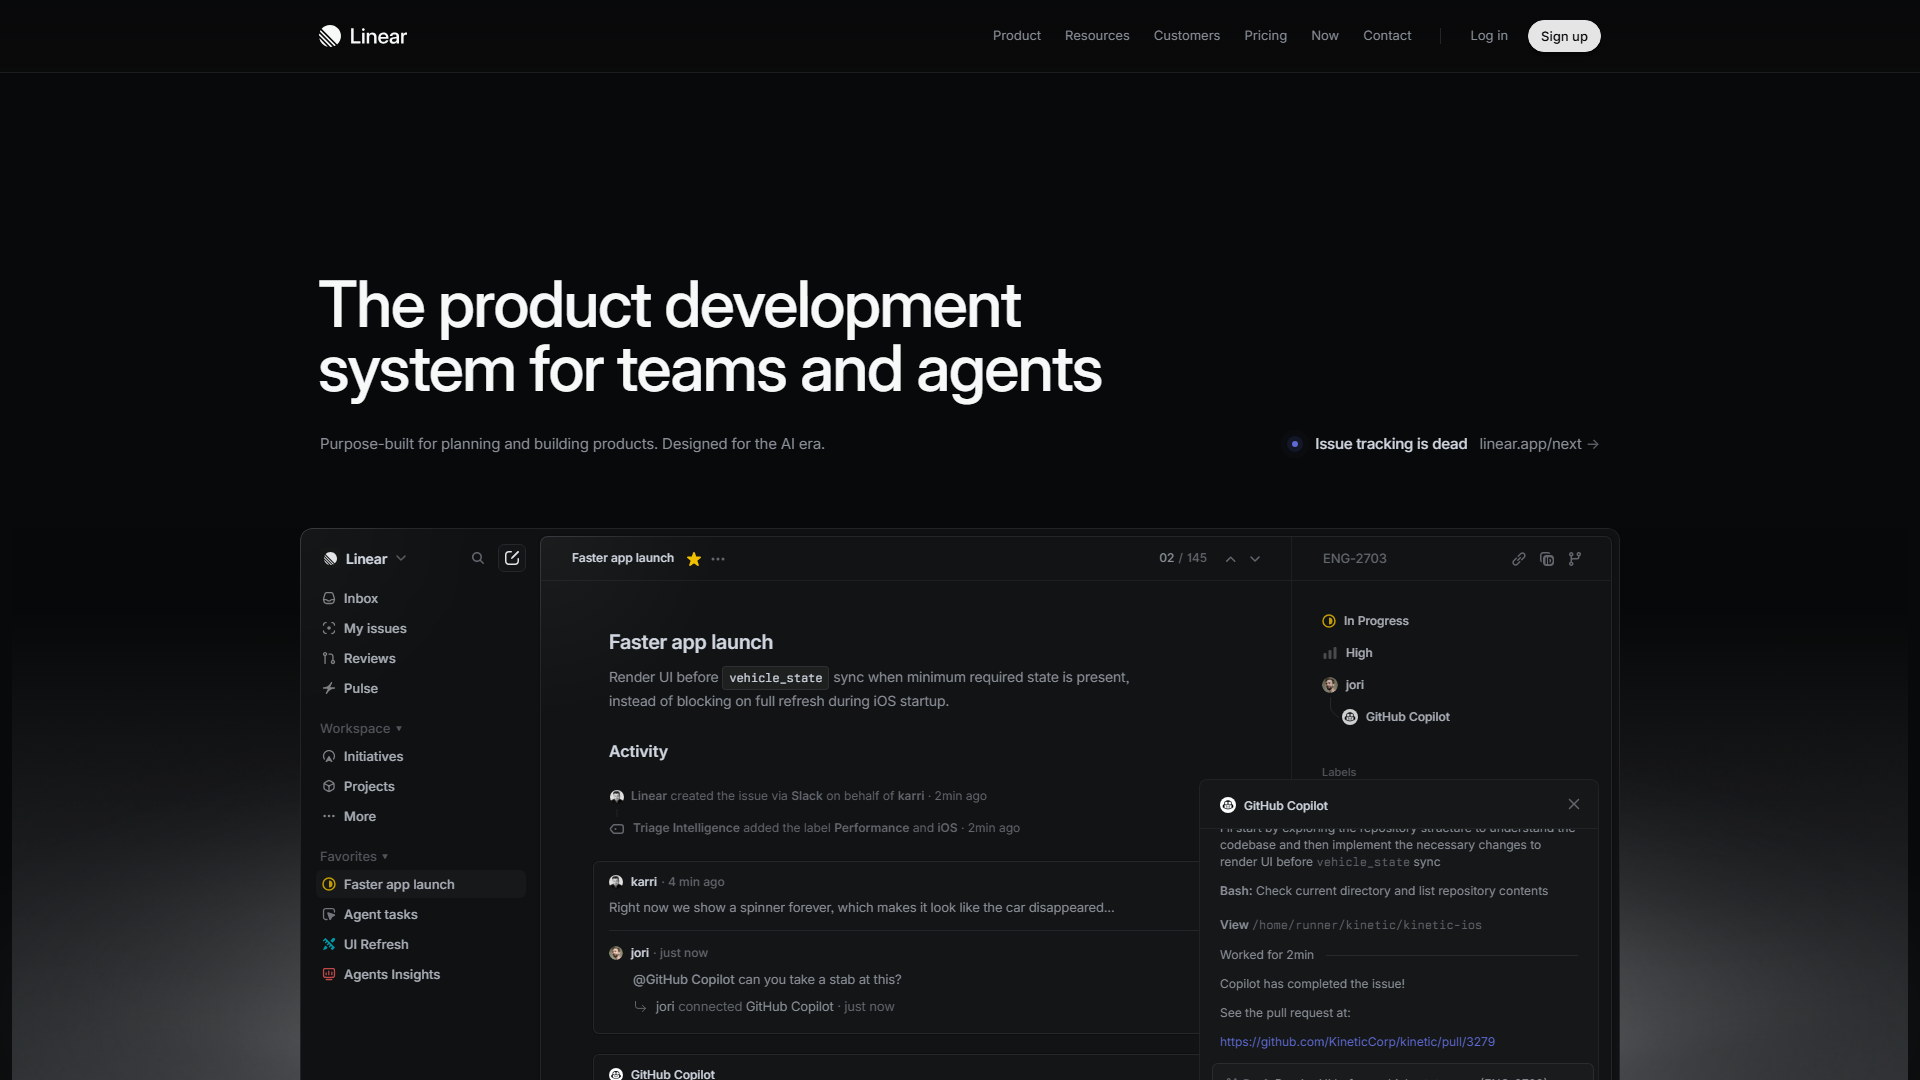 Linear
Product
Resources
Customers
Pricing
Now
Contact
Log in
Sign up
The product development
system for teams and agents
Purpose-built for planning and building products. Designed for the AI era.
Issue tracking is dead linear.app/next →
Linear
Inbox
My issues
Reviews
Pulse
Workspace
Initiatives
Projects
More
Favorites
Faster app launch
Agent tasks
UI Refresh
Agents Insights
Faster app launch
02 / 145
Faster app launch
Render UI before vehicle_state sync when minimum required state is present,
instead of blocking on full refresh during iOS startup.
Activity
Linear created the issue via Slack on behalf of karri · 2min ago
Triage Intelligence added the label Performance and iOS · 2min ago
karri · 4 min ago
Right now we show a spinner forever, which makes it look like the car disappeared...
jori · just now
@GitHub Copilot can you take a stab at this?
jori connected GitHub Copilot · just now
GitHub Copilot
ENG-2703
In Progress
High
jori
GitHub Copilot
Labels
GitHub Copilot
I'll start by exploring the repository structure to understand the
codebase and then implement the necessary changes to
render UI before vehicle_state sync
Bash: Check current directory and list repository contents
View /home/runner/kinetic/kinetic-ios
Worked for 2min
Copilot has completed the issue!
See the pull request at:
https://github.com/KineticCorp/kinetic/pull/3279